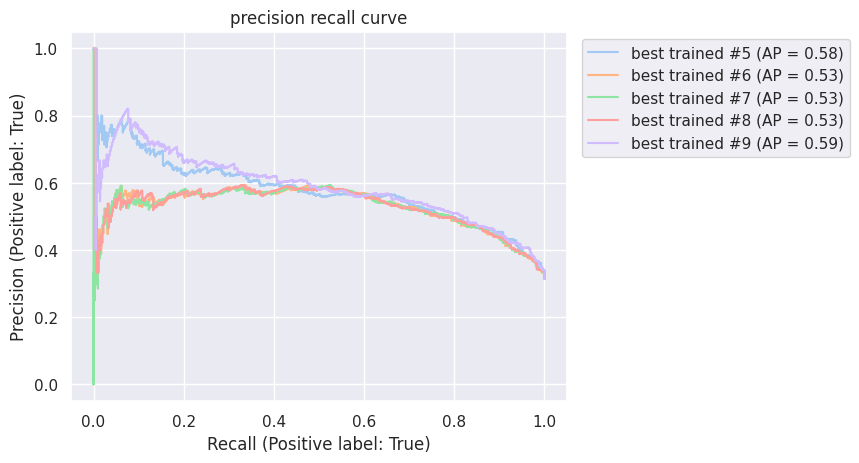 precision recall curve
1.0
0.8
0.6
0.4
0.2
0.0
Precision (Positive label: True)
0.0 0.2 0.4 0.6 0.8 1.0
Recall (Positive label: True)
best trained #5 (AP = 0.58)
best trained #6 (AP = 0.53)
best trained #7 (AP = 0.53)
best trained #8 (AP = 0.53)
best trained #9 (AP = 0.59)